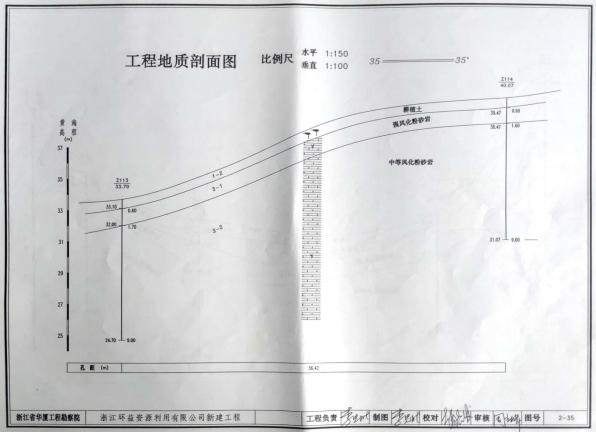 工程地质剖面图
比例尺 水平 1:150
垂直 1:100
35 35'
Z114
40.07
黄海
高程
(m)
耕植土
39.47 0.60
强风化粉砂岩
38.47 1.60
中等风化粉砂岩
37
35
33
31
29
27
25
Z113
33.70
1-2
3-1
3-2
33.10 0.60
32.00 1.70
24.70 9.00
31.07 9.00
孔距 (m) 36.42
浙江省华厦工程勘察院 浙江环益资源利用有限公司新建工程 工程负责 制图 校对 审核 图号 2-35